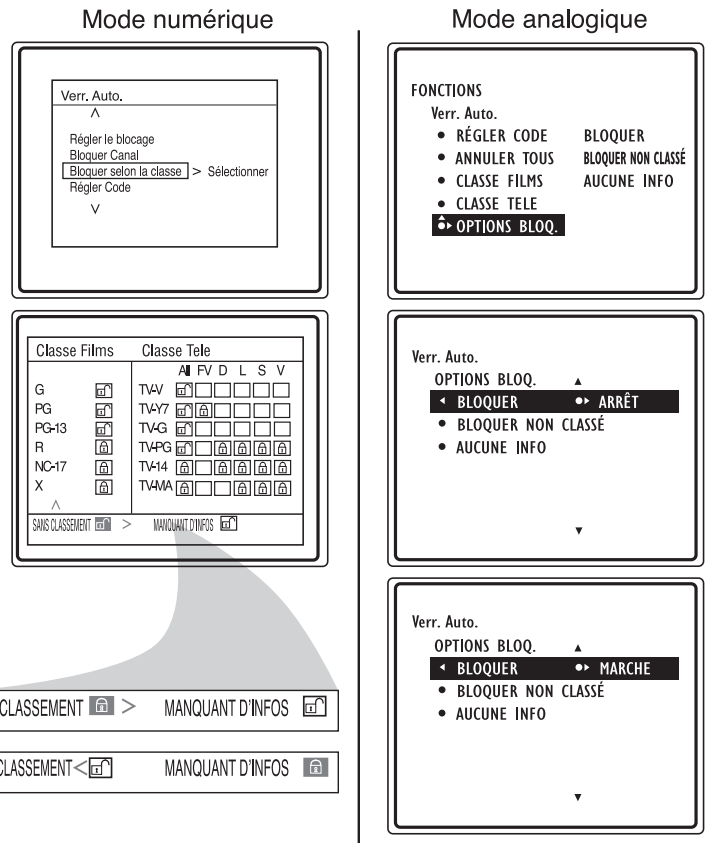 Mode numérique
Verr. Auto.
Régler le blocage
Bloquer Canal
Bloquer selon la classe > Sélectionner
Régler Code
Classe Films Classe Tele
All FV D L S V
G TV-V
PG TV-Y7
PG-13 TV-G
R TV-PG
NC-17 TV-14
X TV-MA
SANS CLASSEMENT > MANQUANT D'INFOS
CLASSEMENT > MANQUANT D'INFOS
CLASSEMENT < MANQUANT D'INFOS
Mode analogique
FONCTIONS
Verr. Auto.
• RÉGLER CODE BLOQUER
• ANNULER TOUS BLOQUER NON CLASSÉ
• CLASSE FILMS AUCUNE INFO
• CLASSE TELE
OPTIONS BLOQ.
Verr. Auto.
OPTIONS BLOQ.
BLOQUER ARRÊT
• BLOQUER NON CLASSÉ
• AUCUNE INFO
Verr. Auto.
OPTIONS BLOQ.
BLOQUER MARCHE
• BLOQUER NON CLASSÉ
• AUCUNE INFO